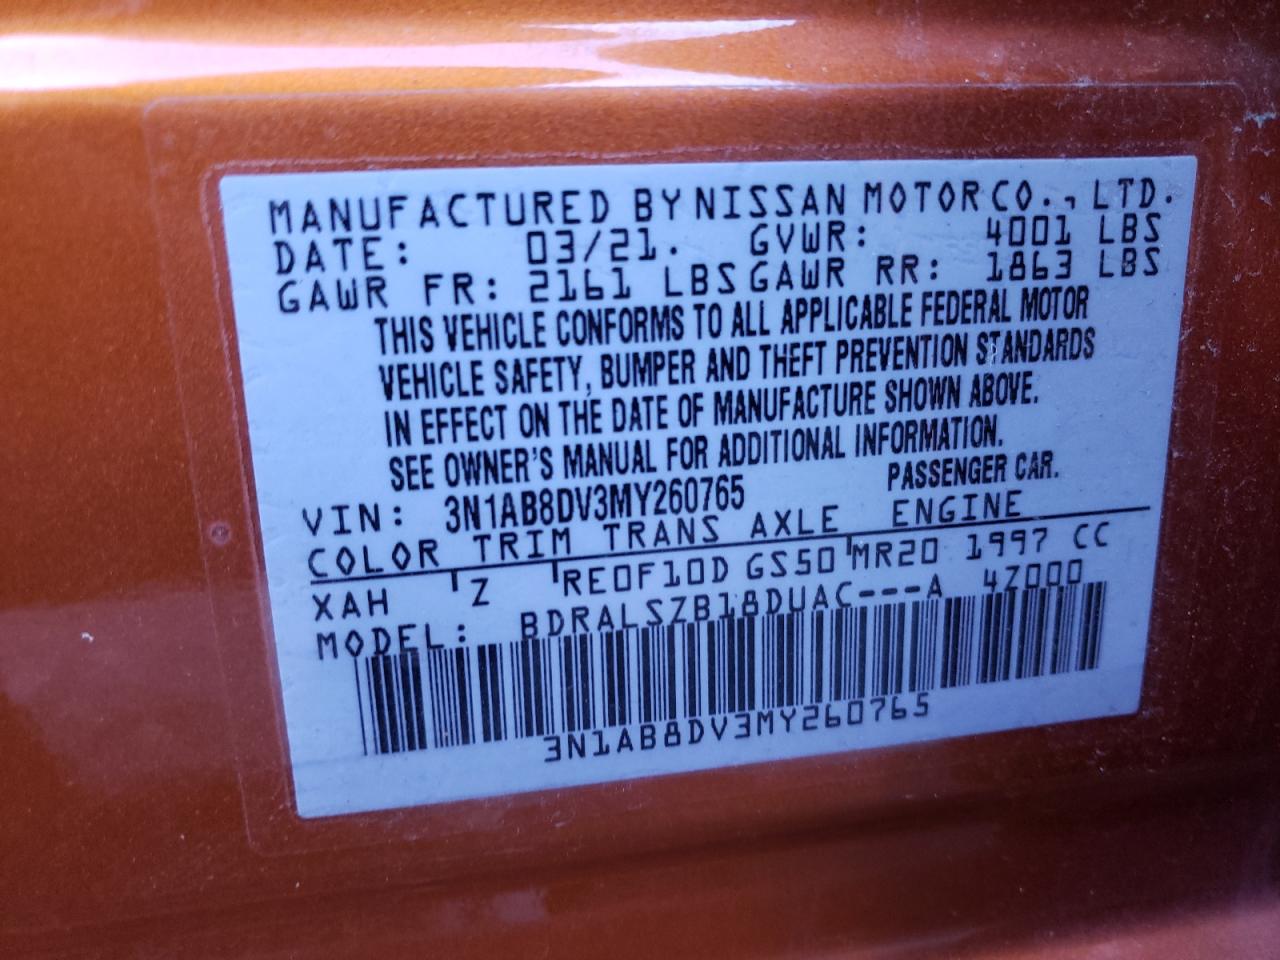 MANUFACTURED BY NISSAN MOTOR CO., LTD.
DATE: 03/21. GVWR: 4001 LBS
GAWR FR: 2161 LBS GAWR RR: 1863 LBS
THIS VEHICLE CONFORMS TO ALL APPLICABLE FEDERAL MOTOR
VEHICLE SAFETY, BUMPER AND THEFT PREVENTION STANDARDS
IN EFFECT ON THE DATE OF MANUFACTURE SHOWN ABOVE.
SEE OWNER'S MANUAL FOR ADDITIONAL INFORMATION.
VIN: 3N1AB8DV3MY260765 PASSENGER CAR.
COLOR TRIM TRANS AXLE ENGINE
XAH Z RE0F10D GS50 MR20 1997 CC
MODEL: BDRALSZB18DUAC---A 4Z000
3N1AB8DV3MY260765